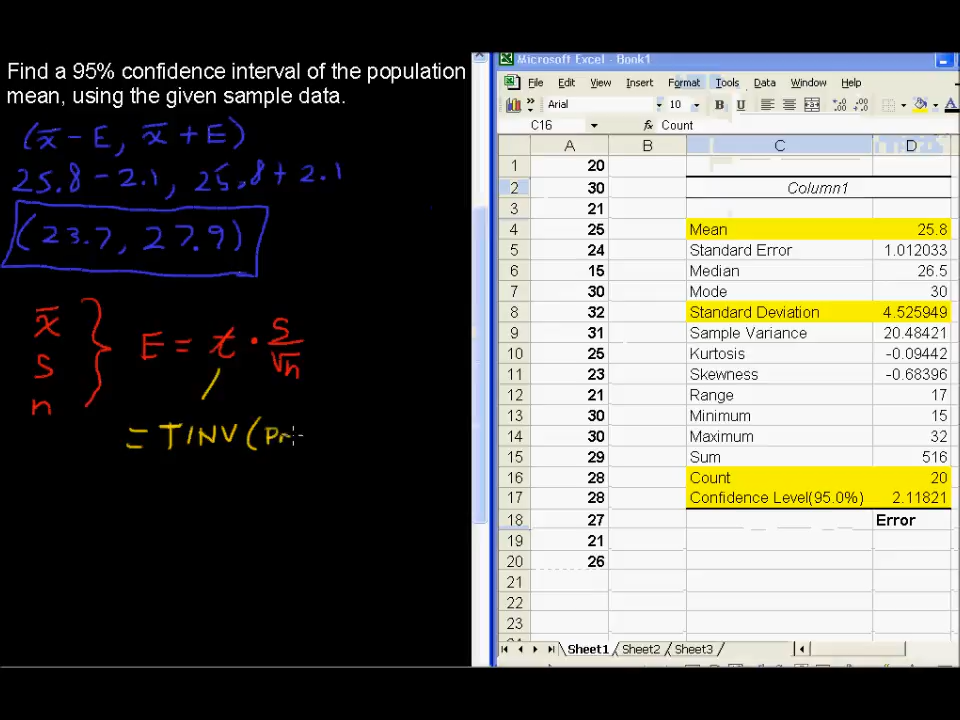 Find a 95% confidence interval of the population
mean, using the given sample data.
(x̄ - E, x̄ + E)
25.8 - 2.1, 25.8 + 2.1
(23.7, 27.9)
x̄
s
n
E = t · s/√n
= TINV(Pr
Microsoft Excel - Book1
File Edit View Insert Format Tools Data Window Help
Arial 10 B U
C16 fx Count
A B C D
1 20
2 30 Column1
3 21
4 25 Mean 25.8
5 24 Standard Error 1.012033
6 15 Median 26.5
7 30 Mode 30
8 32 Standard Deviation 4.525949
9 31 Sample Variance 20.48421
10 25 Kurtosis -0.09442
11 23 Skewness -0.68396
12 21 Range 17
13 30 Minimum 15
14 30 Maximum 32
15 29 Sum 516
16 28 Count 20
17 28 Confidence Level(95.0%) 2.11821
18 27 Error
19 21
20 26
21
22
23
Sheet1 Sheet2 Sheet3